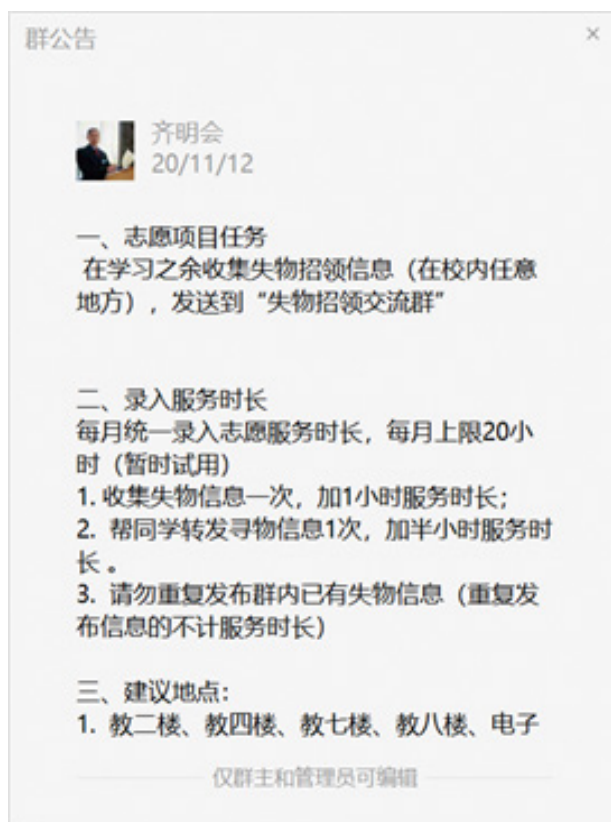 群公告
×
齐明会
20/11/12
一、志愿项目任务
在学习之余收集失物招领信息（在校内任意
地方），发送到“失物招领交流群”
二、录入服务时长
每月统一录入志愿服务时长，每月上限20小
时（暂时试用）
1. 收集失物信息一次，加1小时服务时长；
2. 帮同学转发寻物信息1次，加半小时服务时
长 。
3. 请勿重复发布群内已有失物信息（重复发
布信息的不计服务时长）
三、建议地点：
1. 教二楼、教四楼、教七楼、教八楼、电子
仅群主和管理员可编辑